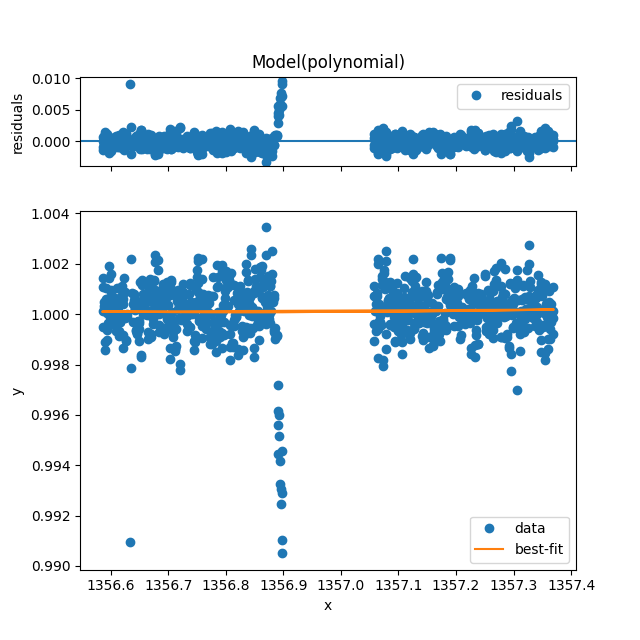 Model(polynomial)
0.010
0.005
0.000
residuals
residuals
1.004
1.002
1.000
0.998
0.996
0.994
0.992
0.990
y
data
best-fit
1356.6 1356.7 1356.8 1356.9 1357.0 1357.1 1357.2 1357.3 1357.4
x